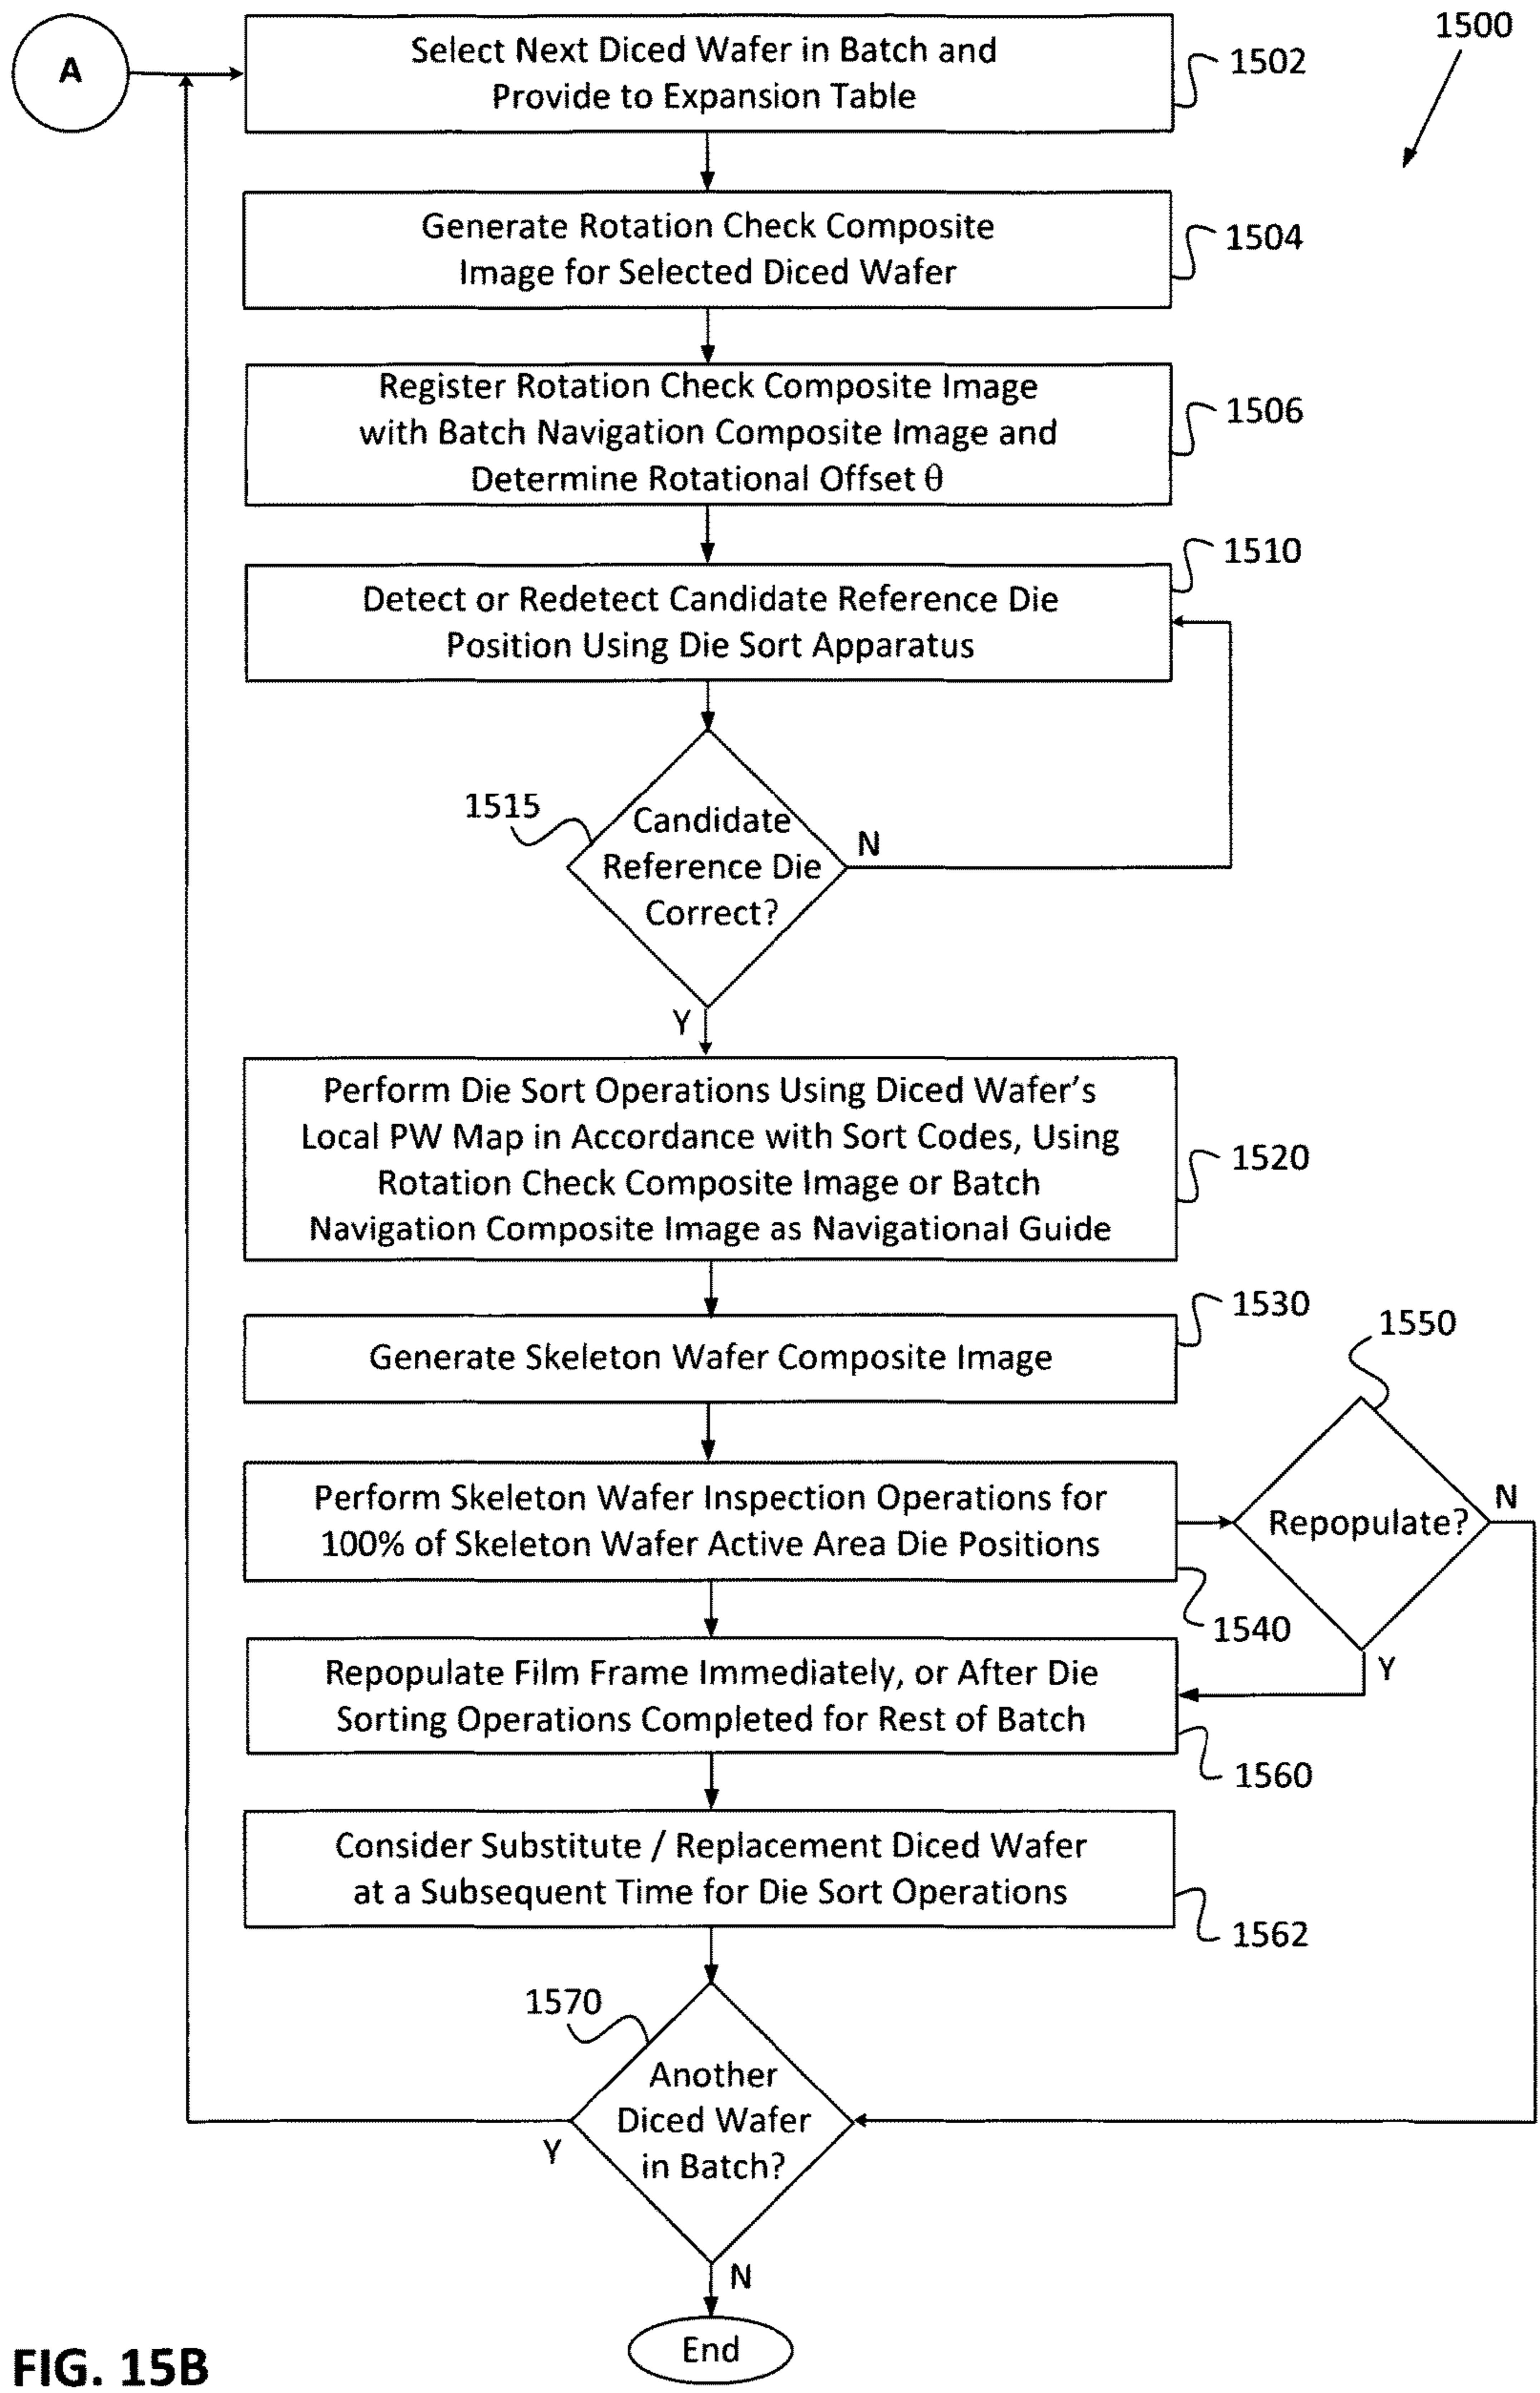 A
Select Next Diced Wafer in Batch and
Provide to Expansion Table
1502
1500
Generate Rotation Check Composite
Image for Selected Diced Wafer
1504
Register Rotation Check Composite Image
with Batch Navigation Composite Image and
Determine Rotational Offset θ
1506
Detect or Redetect Candidate Reference Die
Position Using Die Sort Apparatus
1510
1515
Candidate
Reference Die
Correct?
N
Y
Perform Die Sort Operations Using Diced Wafer's
Local PW Map in Accordance with Sort Codes, Using
Rotation Check Composite Image or Batch
Navigation Composite Image as Navigational Guide
1520
Generate Skeleton Wafer Composite Image
1530
1550
Perform Skeleton Wafer Inspection Operations for
100% of Skeleton Wafer Active Area Die Positions
1540
Repopulate?
N
Y
Repopulate Film Frame Immediately, or After Die
Sorting Operations Completed for Rest of Batch
1560
Consider Substitute / Replacement Diced Wafer
at a Subsequent Time for Die Sort Operations
1562
1570
Another
Diced Wafer
in Batch?
Y
N
End
FIG. 15B